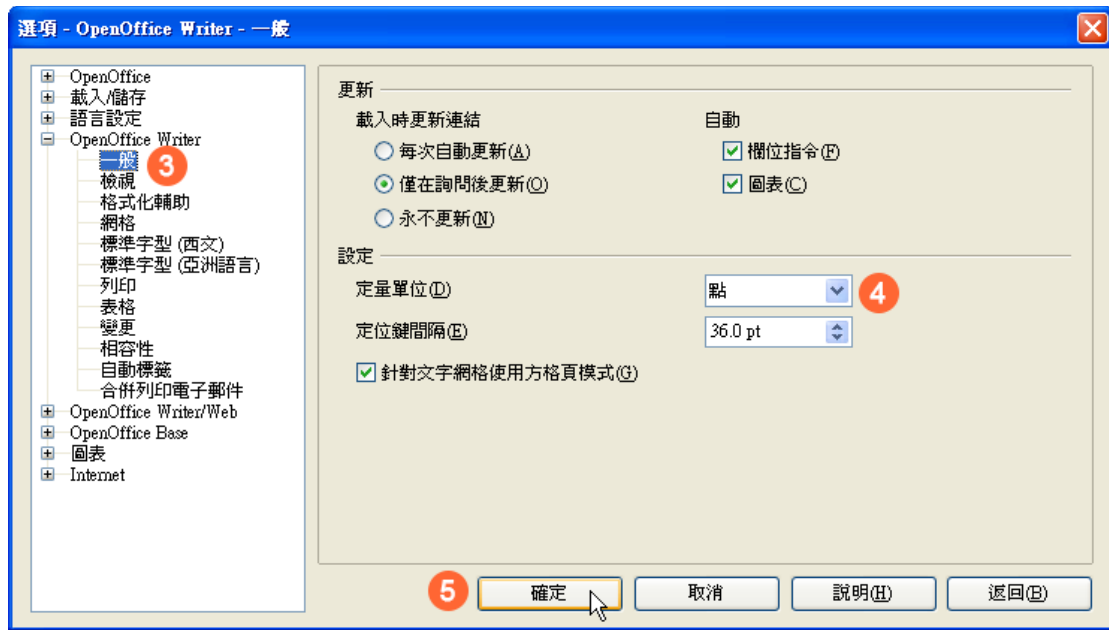 選項 - OpenOffice Writer - 一般
OpenOffice
載入/儲存
語言設定
OpenOffice Writer
一般
3
檢視
格式化輔助
網格
標準字型 (西文)
標準字型 (亞洲語言)
列印
表格
變更
相容性
自動標籤
合併列印電子郵件
OpenOffice Writer/Web
OpenOffice Base
圖表
Internet
更新
載入時更新連結
每次自動更新(A)
僅在詢問後更新(O)
永不更新(N)
自動
欄位指令(F)
圖表(C)
設定
定量單位(D)
點
4
定位鍵間隔(E)
36.0 pt
針對文字網格使用方格頁模式(G)
5
確定
取消
說明(H)
返回(B)